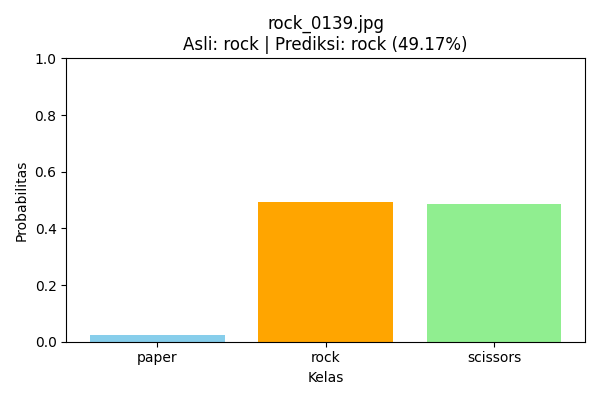 rock_0139.jpg
Asli: rock | Prediksi: rock (49.17%)
1.0
0.8
0.6
0.4
0.2
0.0
Probabilitas
paper
rock
scissors
Kelas